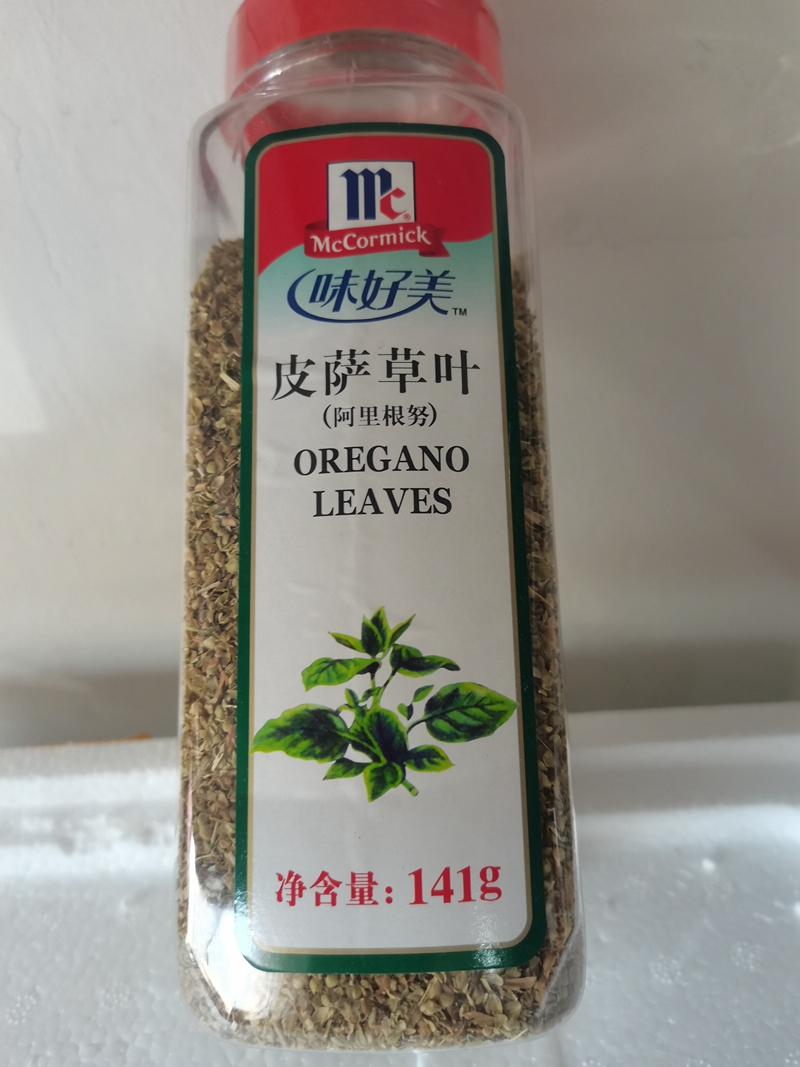 Mc®
McCormick
味好美™
皮萨草叶
(阿里根努)
OREGANO
LEAVES
净含量：141g